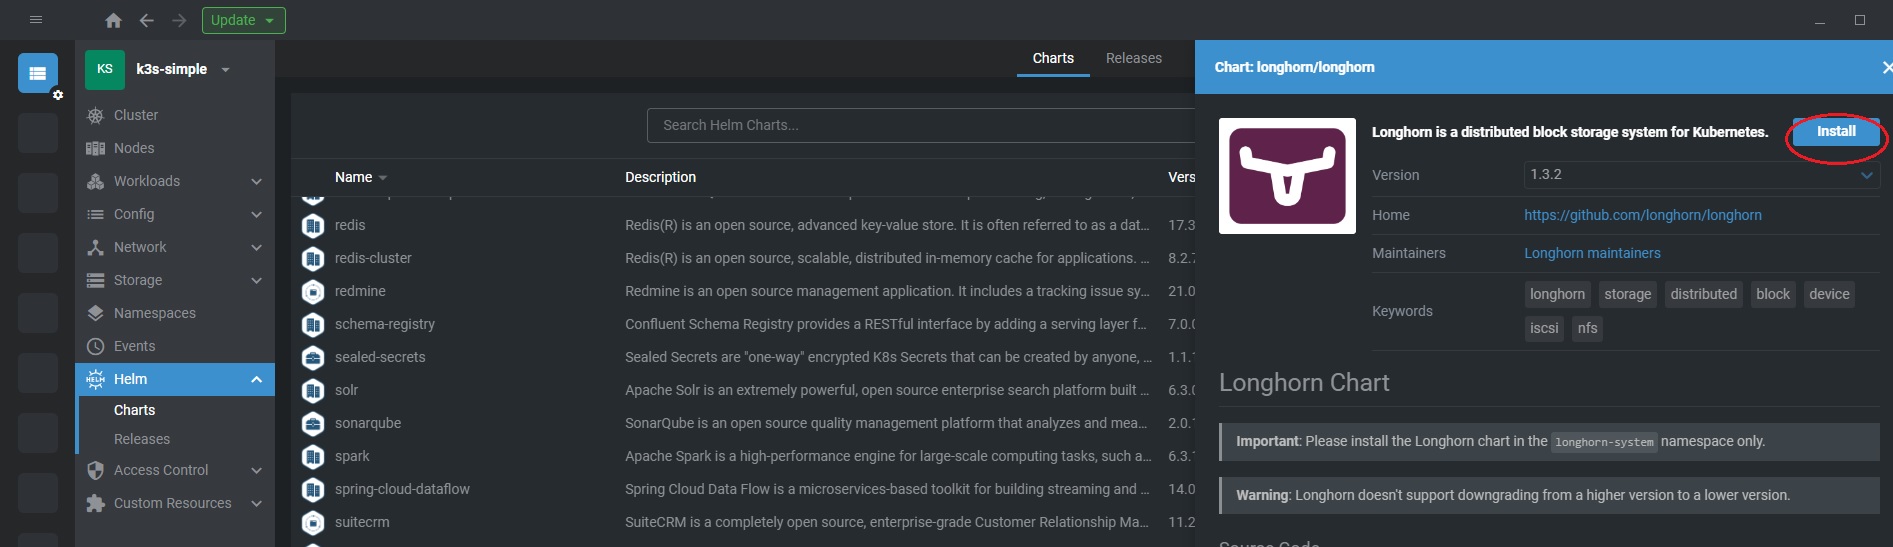 Update
KS
k3s-simple
Cluster
Nodes
Workloads
Config
Network
Storage
Namespaces
Events
HELM
Helm
Charts
Releases
Access Control
Custom Resources
Charts
Releases
Search Helm Charts...
Name
Description
Vers
redis
Redis(R) is an open source, advanced key-value store. It is often referred to as a dat...
17.3
redis-cluster
Redis(R) is an open source, scalable, distributed in-memory cache for applications. ...
8.2.7
redmine
Redmine is an open source management application. It includes a tracking issue sy...
21.0
schema-registry
Confluent Schema Registry provides a RESTful interface by adding a serving layer f...
7.0.0
sealed-secrets
Sealed Secrets are "one-way" encrypted K8s Secrets that can be created by anyone, ...
1.1.1
solr
Apache Solr is an extremely powerful, open source enterprise search platform built ...
6.3.0
sonarqube
SonarQube is an open source quality management platform that analyzes and mea...
2.0.1
spark
Apache Spark is a high-performance engine for large-scale computing tasks, such a...
6.3.1
spring-cloud-dataflow
Spring Cloud Data Flow is a microservices-based toolkit for building streaming and ...
14.0
suitecrm
SuiteCRM is a completely open source, enterprise-grade Customer Relationship Ma...
11.2
Chart: longhorn/longhorn
Longhorn is a distributed block storage system for Kubernetes.
Install
Version
1.3.2
Home
https://github.com/longhorn/longhorn
Maintainers
Longhorn maintainers
Keywords
longhorn storage distributed block device
iscsi nfs
Longhorn Chart
Important: Please install the Longhorn chart in the longhorn-system namespace only.
Warning: Longhorn doesn't support downgrading from a higher version to a lower version.
Source Code